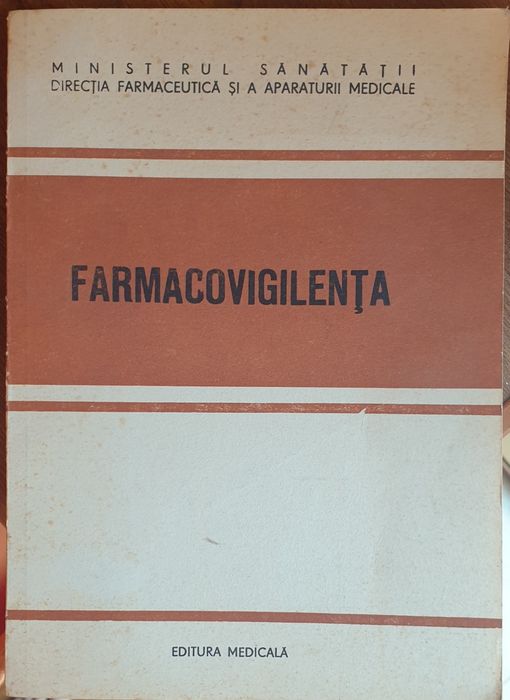 MINISTERUL SĂNĂTĂȚII
DIRECȚIA FARMACEUTICĂ ȘI A APARATURII MEDICALE
FARMACOVIGILENȚA
EDITURA MEDICALĂ